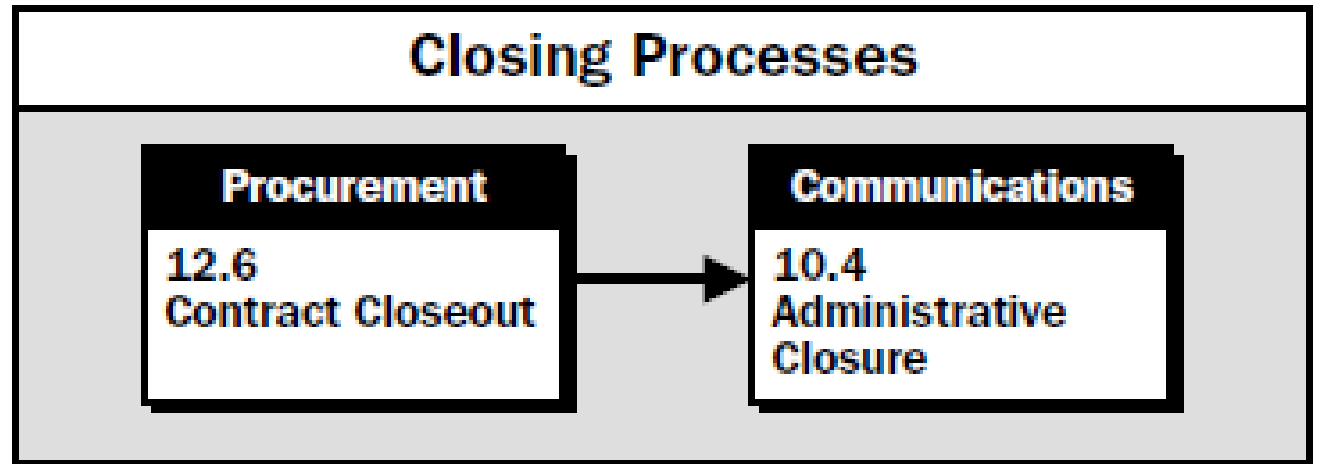 Closing Processes
Procurement
12.6
Contract Closeout
Communications
10.4
Administrative
Closure